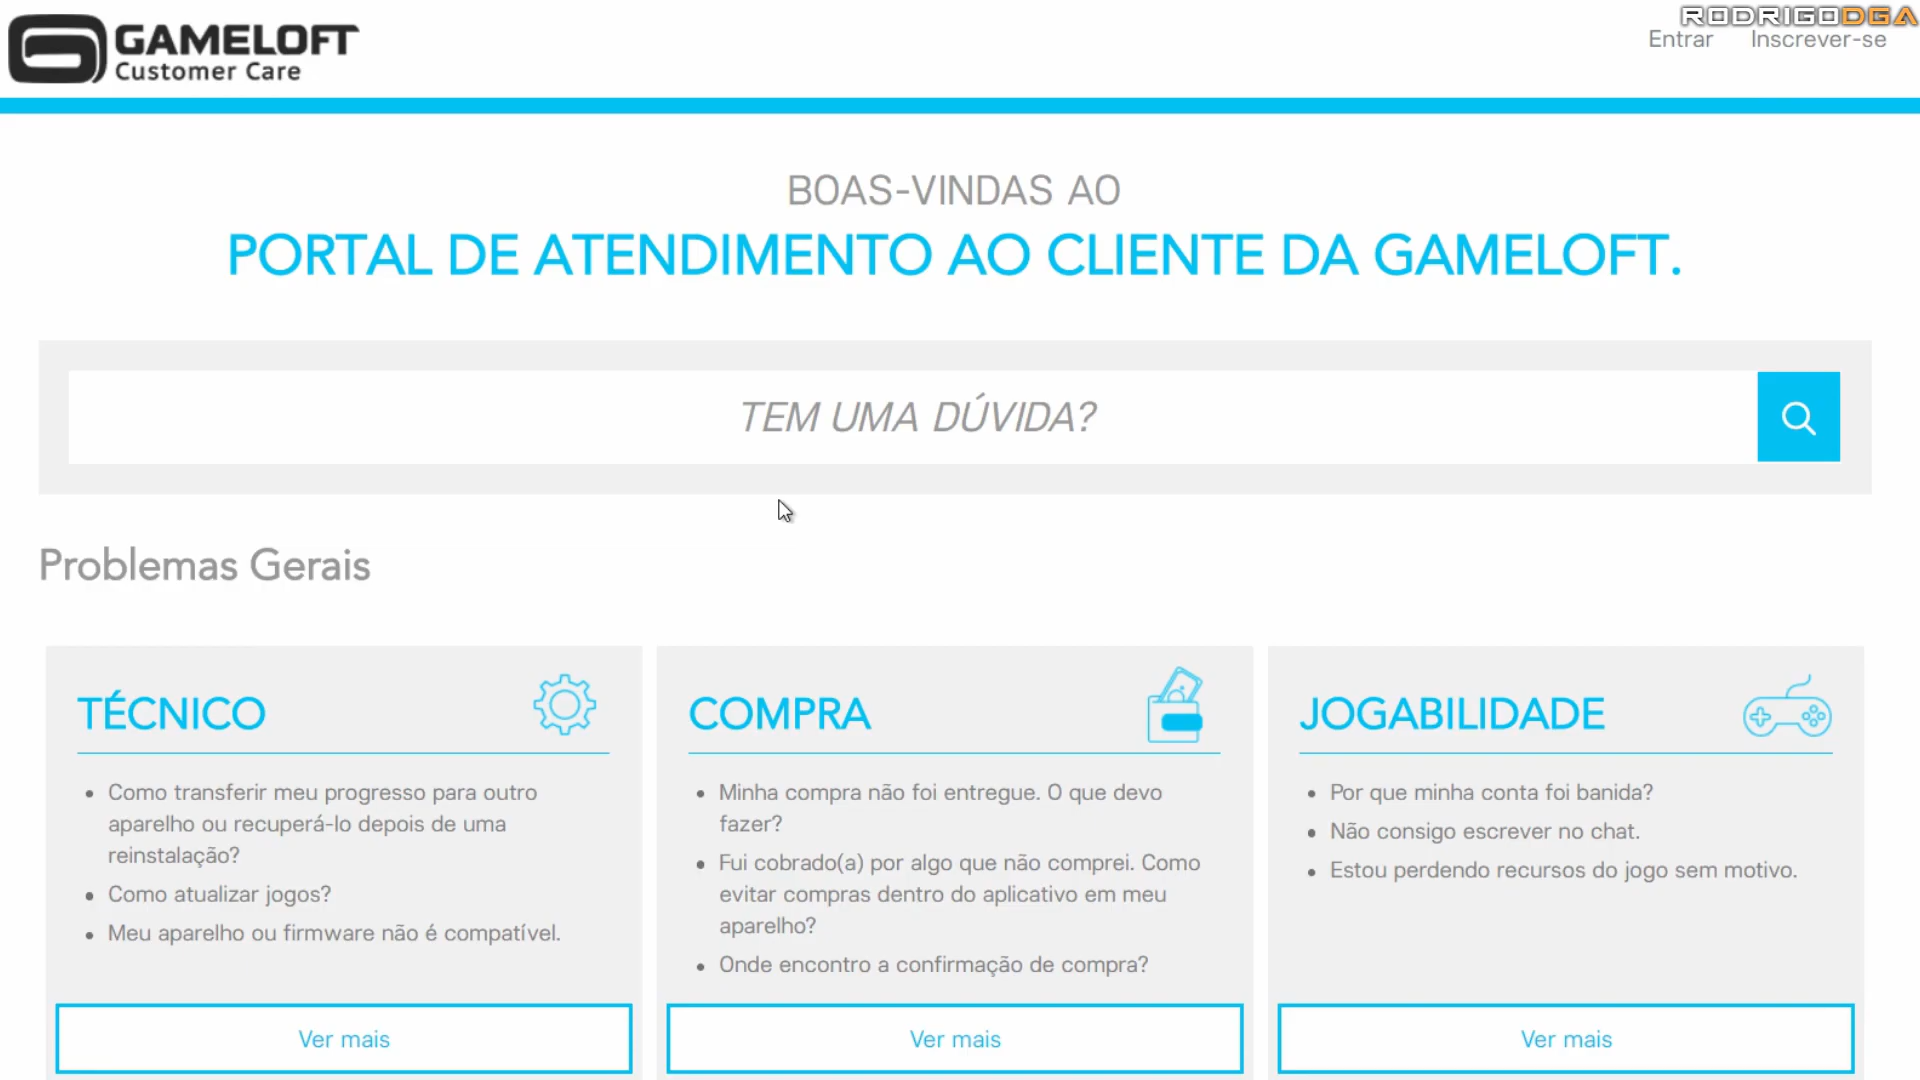 GAMELOFT
Customer Care
RODRIGODGA
Entrar Inscrever-se
BOAS-VINDAS AO
PORTAL DE ATENDIMENTO AO CLIENTE DA GAMELOFT.
TEM UMA DÚVIDA?
Problemas Gerais
TÉCNICO
Como transferir meu progresso para outro
aparelho ou recuperá-lo depois de uma
reinstalação?
Como atualizar jogos?
Meu aparelho ou firmware não é compatível.
Ver mais
COMPRA
Minha compra não foi entregue. O que devo
fazer?
Fui cobrado(a) por algo que não comprei. Como
evitar compras dentro do aplicativo em meu
aparelho?
Onde encontro a confirmação de compra?
Ver mais
JOGABILIDADE
Por que minha conta foi banida?
Não consigo escrever no chat.
Estou perdendo recursos do jogo sem motivo.
Ver mais